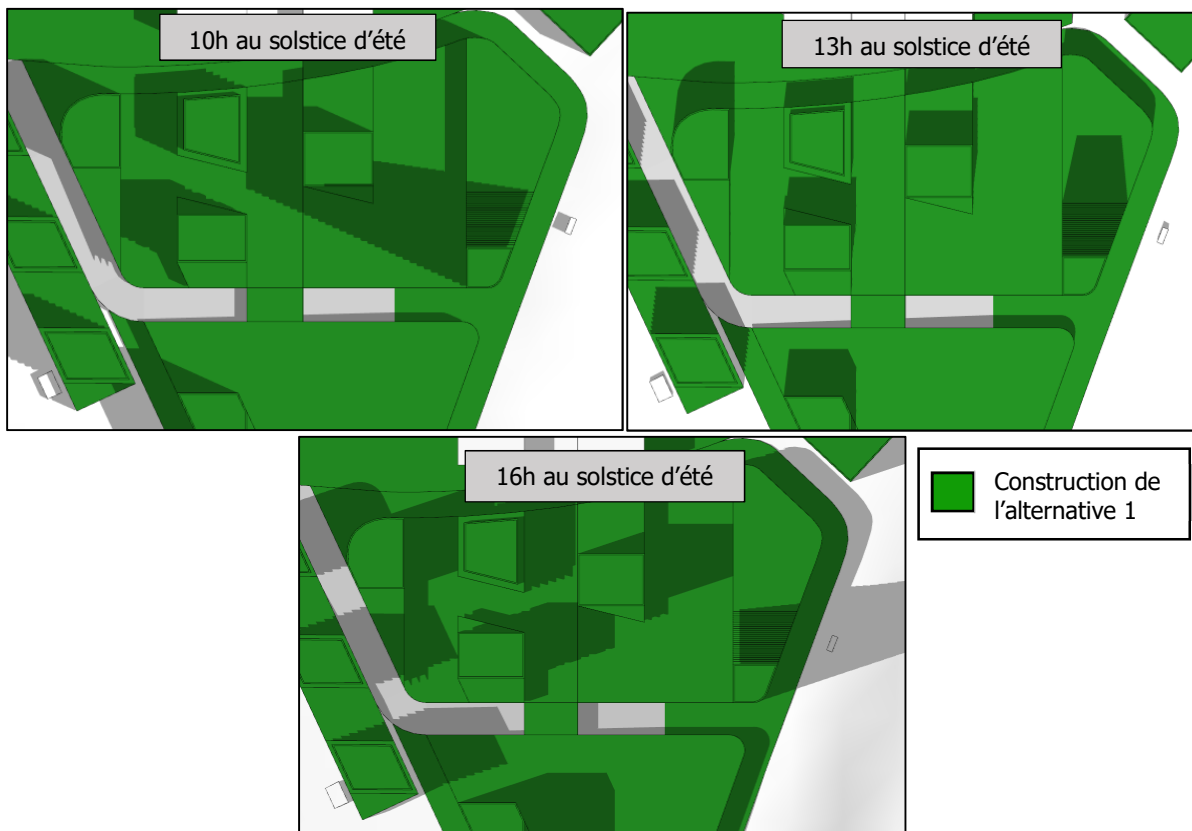 10h au solstice d’été
13h au solstice d’été
16h au solstice d’été
Construction de
l’alternative 1